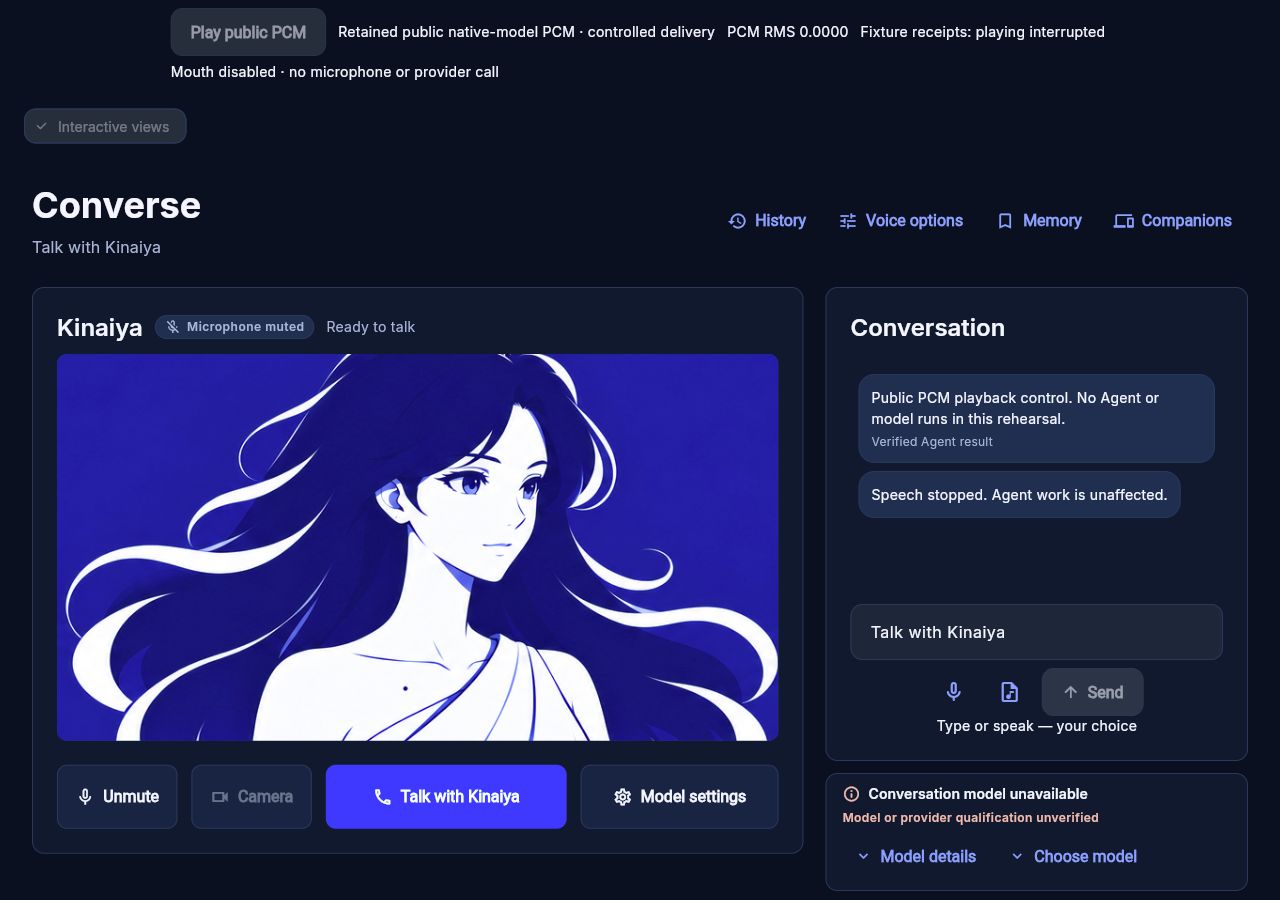 Play public PCM
Retained public native-model PCM · controlled delivery
PCM RMS 0.0000
Fixture receipts: playing interrupted
Mouth disabled · no microphone or provider call
Interactive views
Converse
Talk with Kinaiya
History
Voice options
Memory
Companions
Kinaiya
Microphone muted
Ready to talk
Unmute
Camera
Talk with Kinaiya
Model settings
Conversation
Public PCM playback control. No Agent or
model runs in this rehearsal.
Verified Agent result
Speech stopped. Agent work is unaffected.
Talk with Kinaiya
Send
Type or speak — your choice
Conversation model unavailable
Model or provider qualification unverified
Model details
Choose model